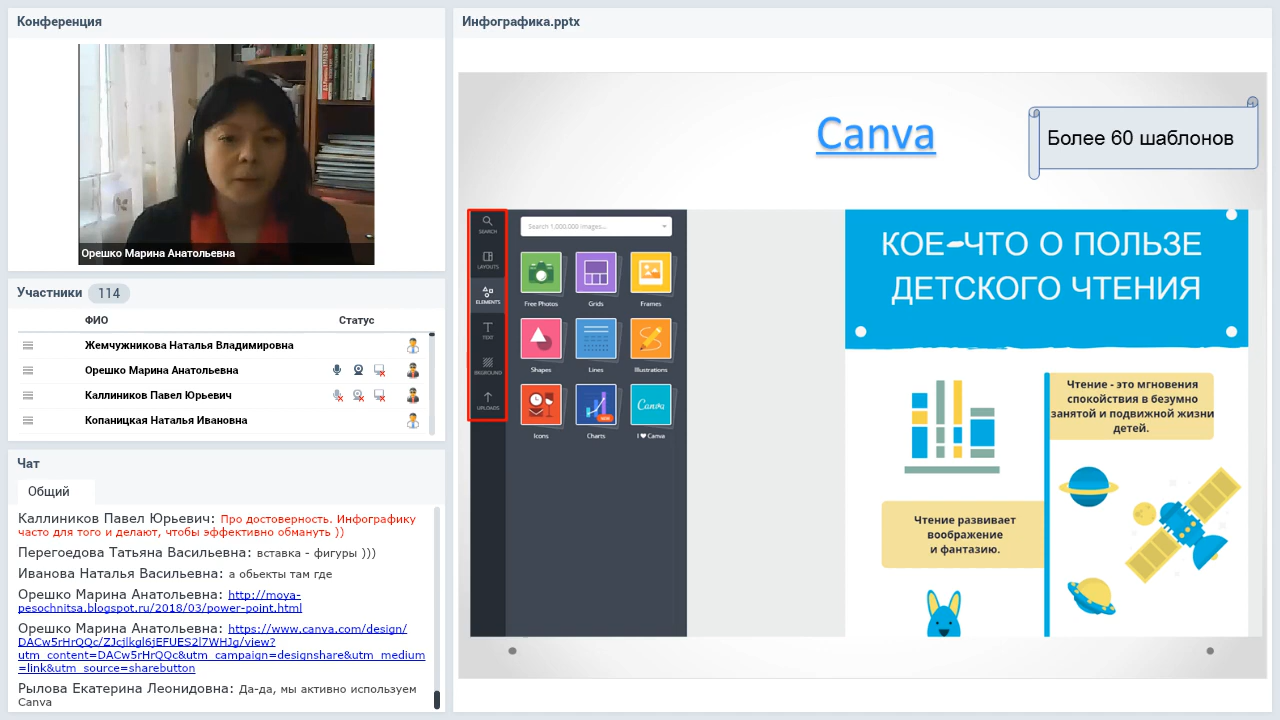 Конференция
Орешко Марина Анатольевна
Участники 114
ФИО Статус
Жемчужникова Наталья Владимировна
Орешко Марина Анатольевна
Каллиников Павел Юрьевич
Копаницкая Наталья Ивановна
Чат
Общий
Каллиников Павел Юрьевич: Про достоверность. Инфографику
часто для того и делают, чтобы эффективно обмануть ))
Перегоедова Татьяна Васильевна: вставка - фигуры )))
Иванова Наталья Васильевна: а обьекты там где
Орешко Марина Анатольевна: http://moya-
pesochnitsa.blogspot.ru/2018/03/power-point.html
Орешко Марина Анатольевна: https://www.canva.com/design/
DACw5rHrQQc/ZJcjlkgl6jEFUES2l7WHJg/view?
utm_content=DACw5rHrQQc&utm_campaign=designshare&utm_medium
=link&utm_source=sharebutton
Рылова Екатерина Леонидовна: Да-да, мы активно используем
Canva
Инфографика.pptx
Canva
Более 60 шаблонов
SEARCH
LAYOUTS
ELEMENTS
TEXT
BKGROUND
UPLOADS
Search 1,000,000 images...
Free Photos Grids Frames
Shapes Lines Illustrations
Canva
Icons Charts I ♥ Canva
КОЕ-ЧТО О ПОЛЬЗЕ
ДЕТСКОГО ЧТЕНИЯ
Чтение - это мгновения
спокойствия в безумно
занятой и подвижной жизни
детей.
Чтение развивает
воображение
и фантазию.